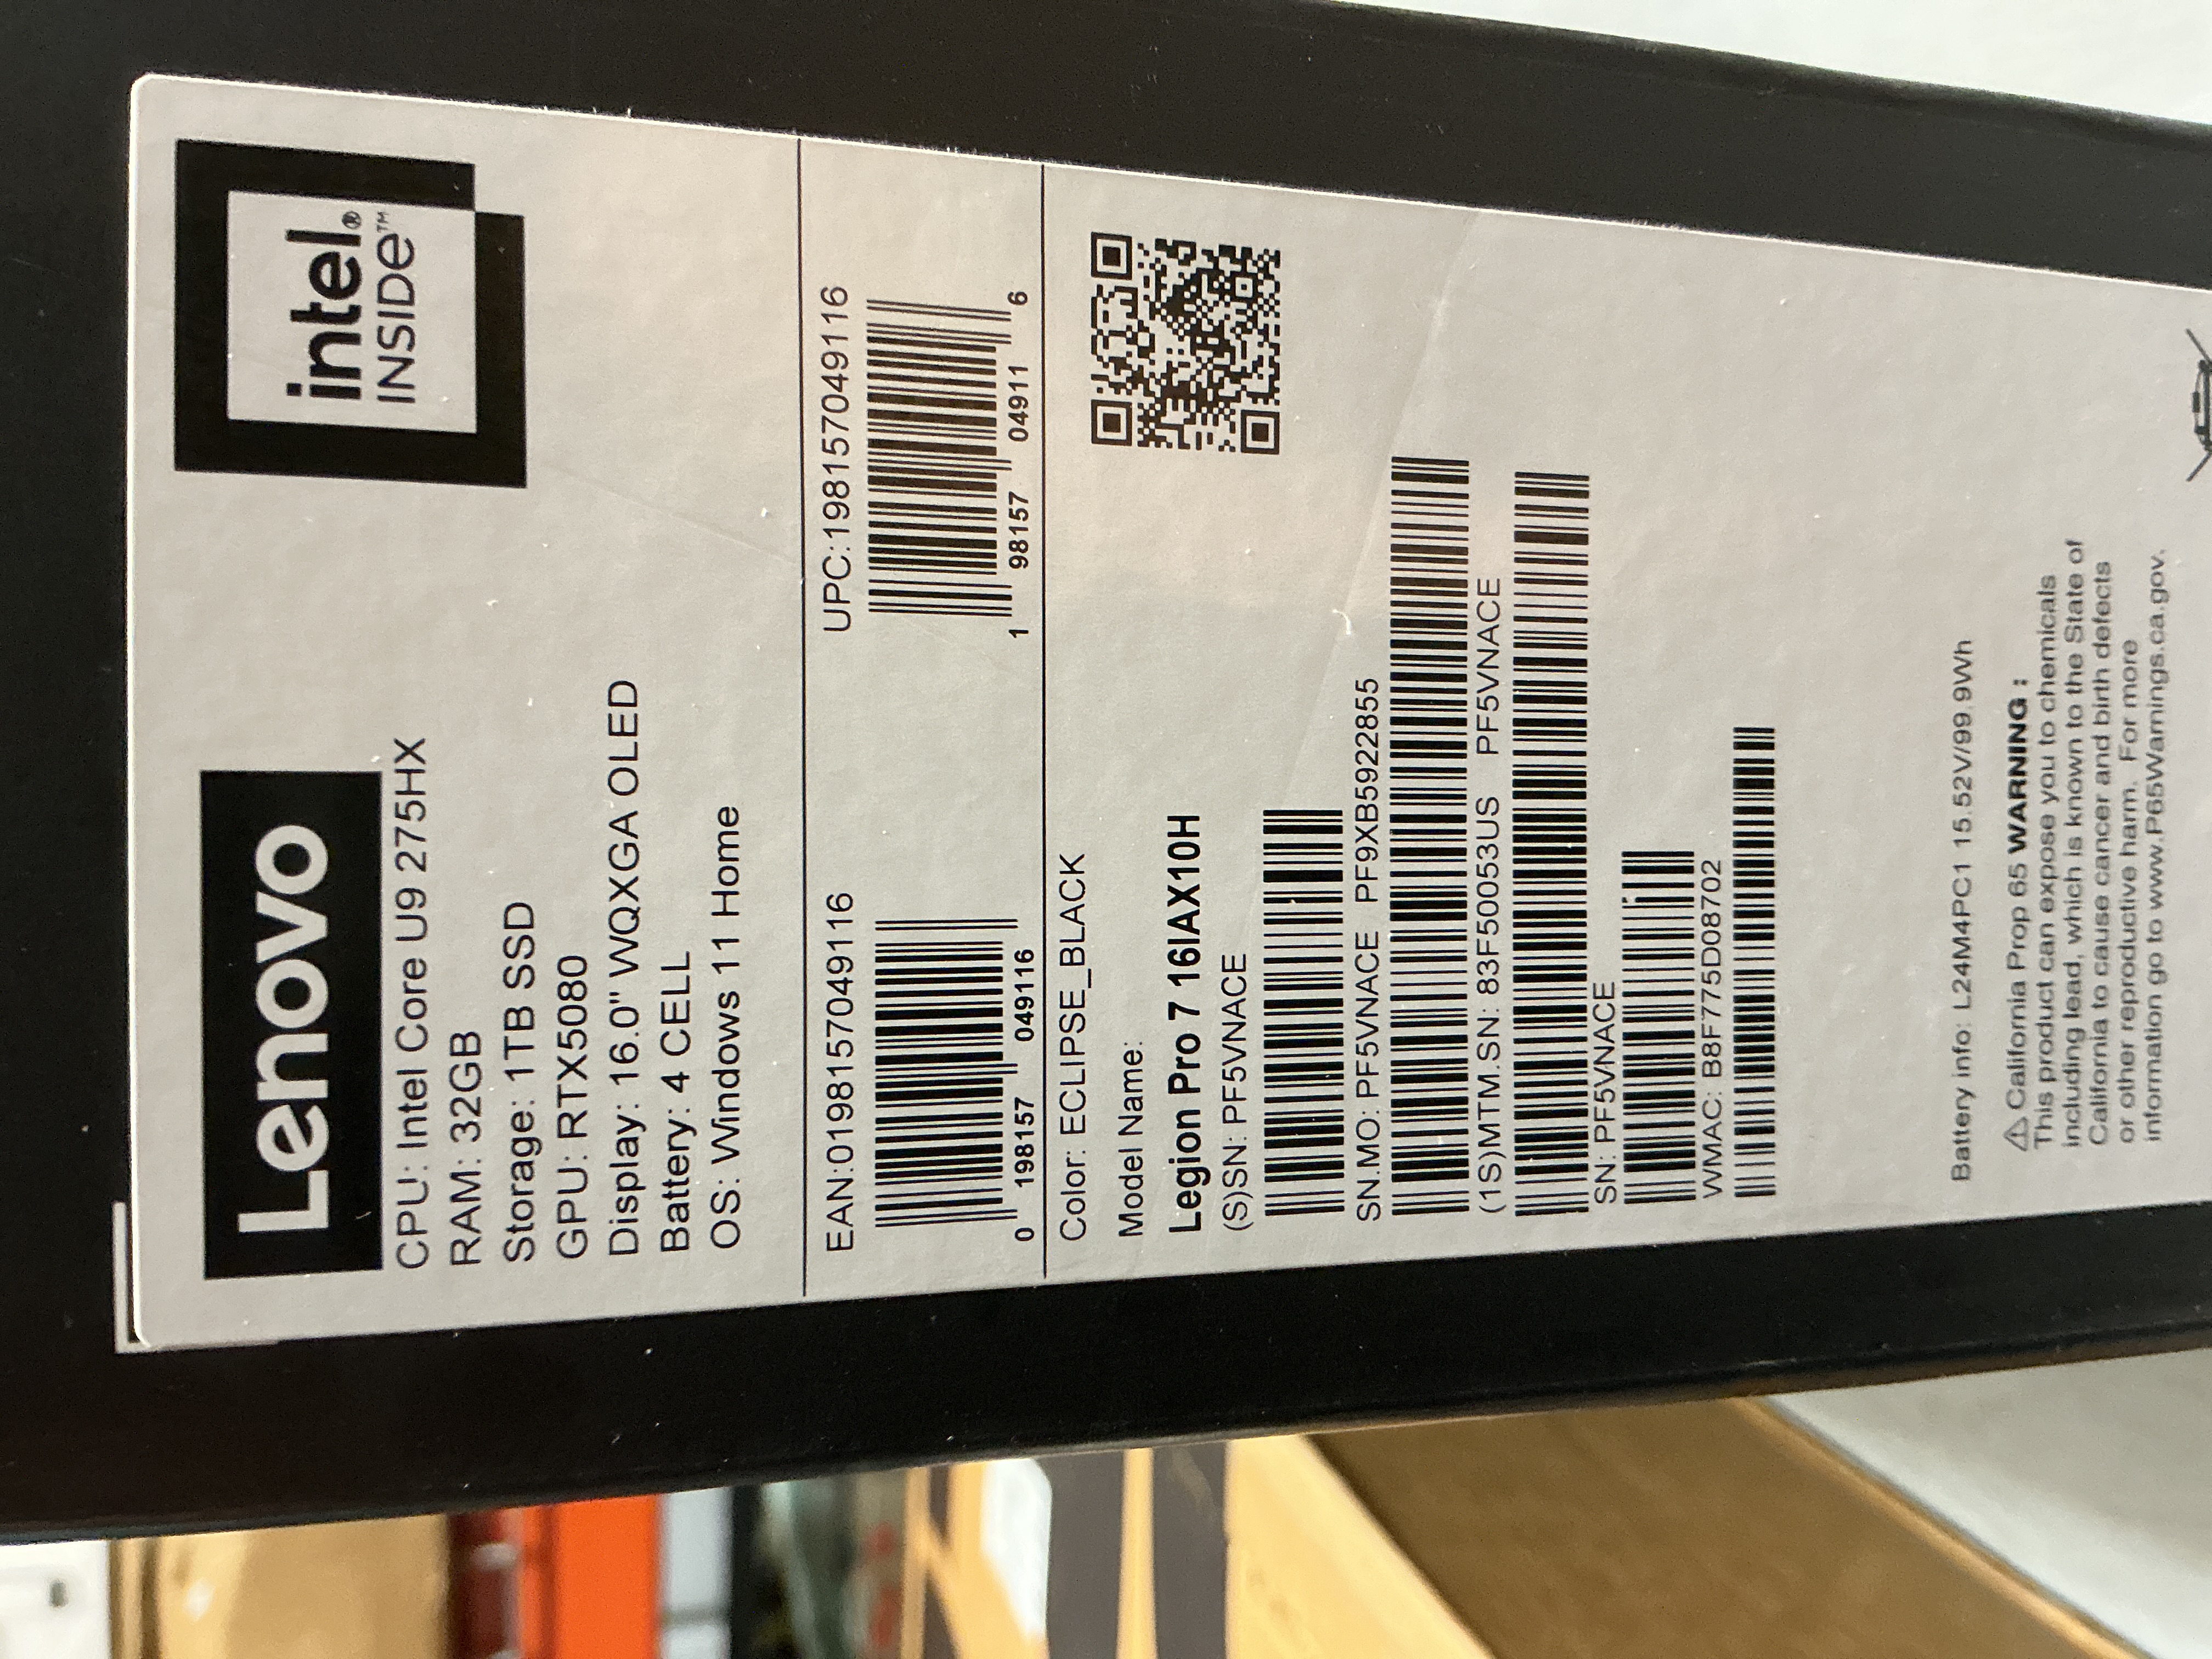 Lenovo
intel® INSIDE™
CPU: Intel Core U9 275HX
RAM: 32GB
Storage: 1TB SSD
GPU: RTX5080
Display: 16.0" WQXGA OLED
Battery: 4 CELL
OS: Windows 11 Home
EAN:0198157049116
0 198157 049116
UPC:198157049116
1 98157 04911 6
Color: ECLIPSE_BLACK
Model Name:
Legion Pro 7 16IAX10H
(S)SN: PF5VNACE
SN.MO: PF5VNACE PF9XB5922855
(1S)MTM.SN: 83F50053US PF5VNACE
SN: PF5VNACE
WMAC: B8F775D08702
Battery info: L24M4PC1 15.52V/99.9Wh
⚠ California Prop 65 WARNING :
This product can expose you to chemicals
including lead, which is known to the State of
California to cause cancer and birth defects
or other reproductive harm. For more
information go to www.P65Warnings.ca.gov.